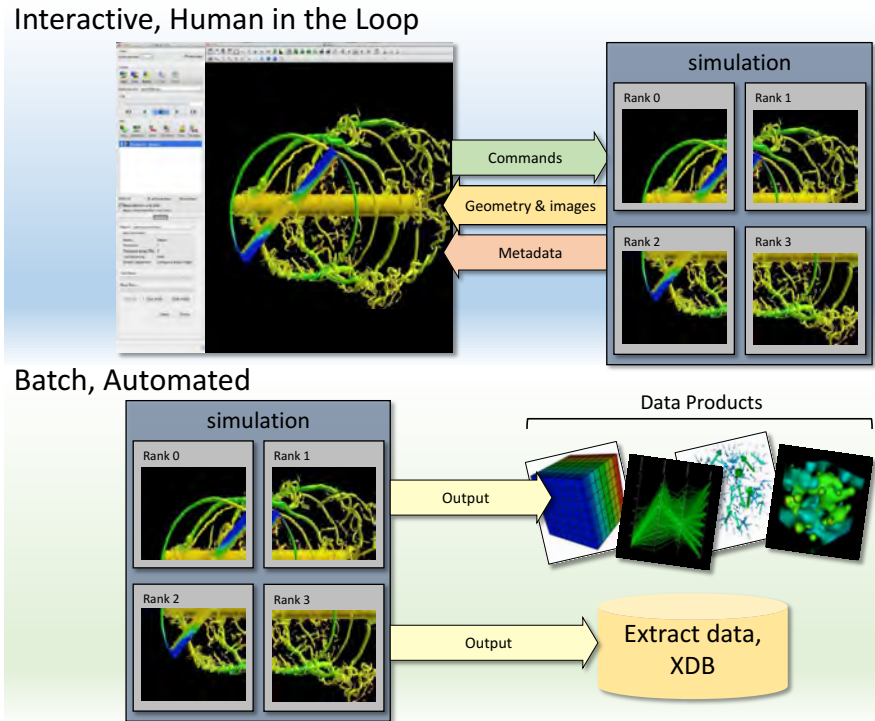 Interactive, Human in the Loop
simulation
Rank 0
Rank 1
Commands
Geometry & images
Metadata
Rank 2
Rank 3
Batch, Automated
simulation
Rank 0
Rank 1
Rank 2
Rank 3
Output
Output
Data Products
Extract data,
XDB